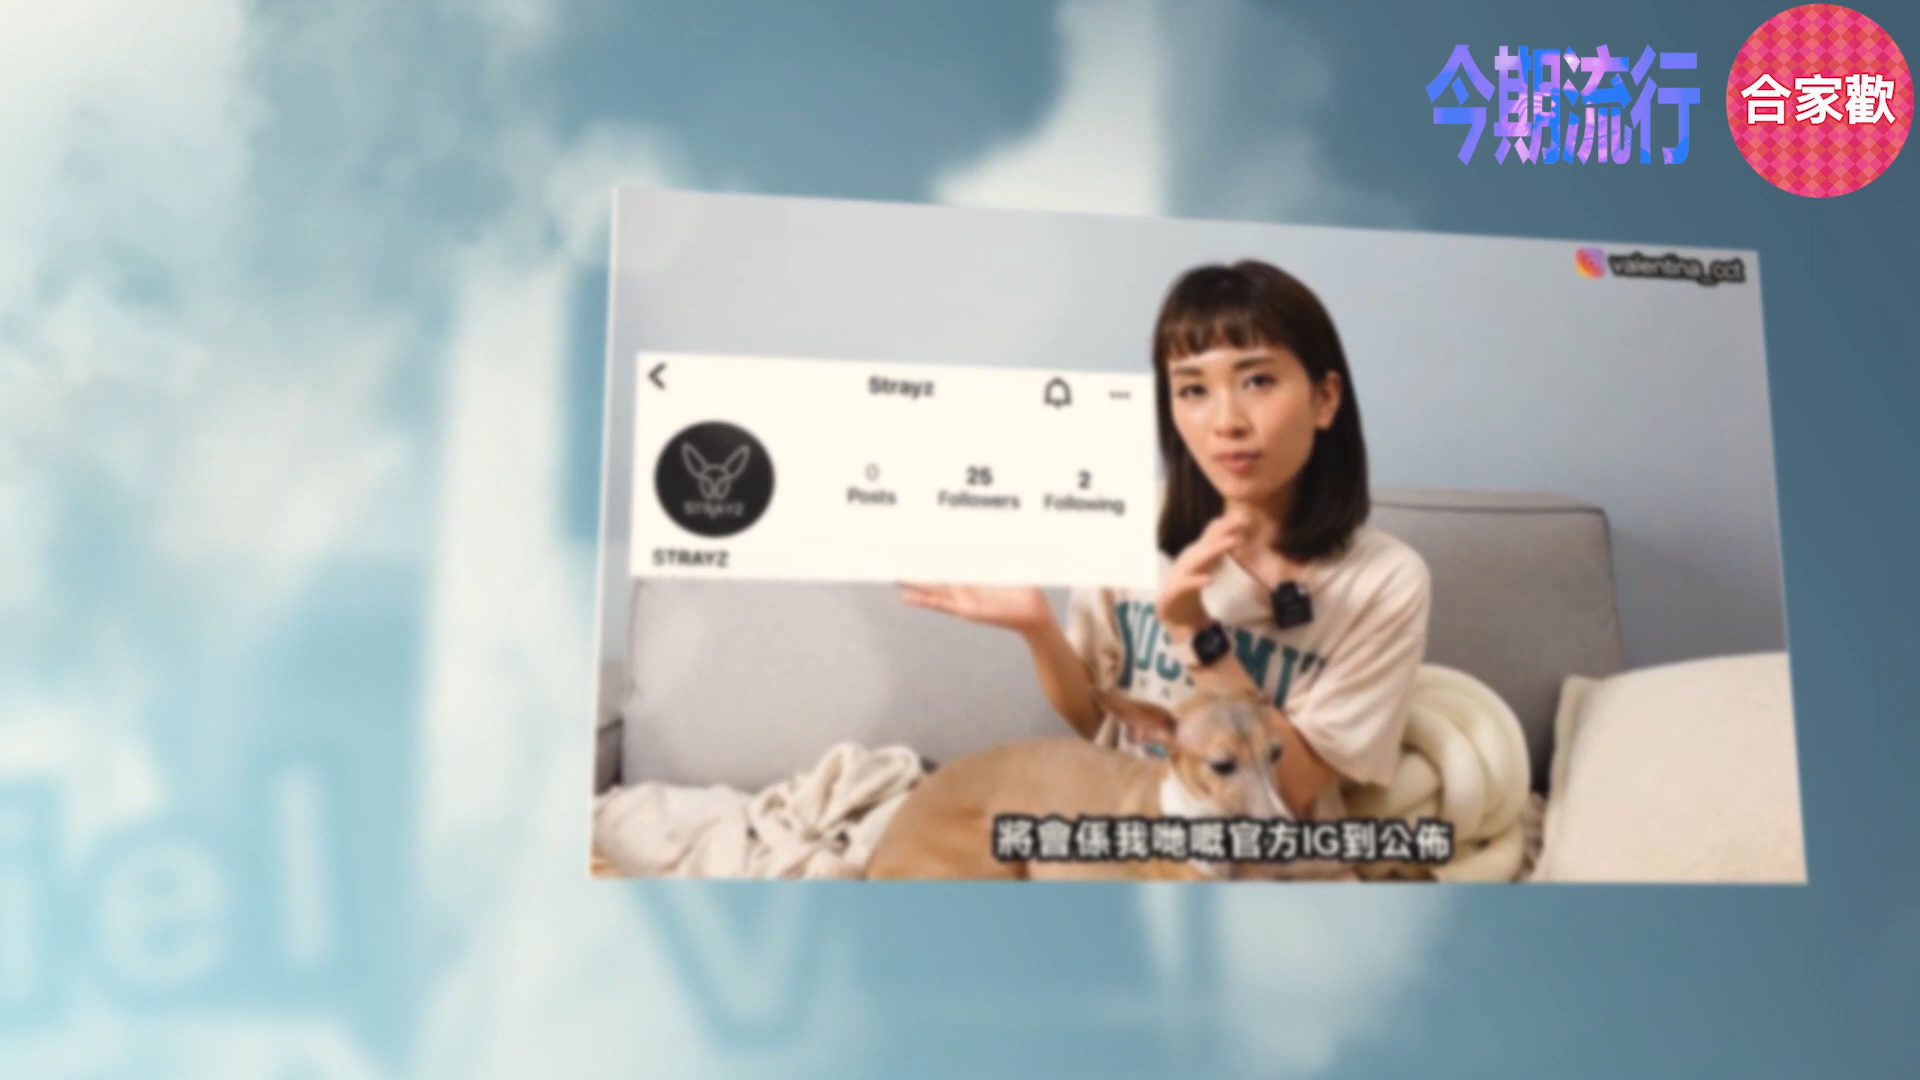 今期流行
合家歡
valentina_cct
Strayz
0
25
2
Posts
Followers
Following
STRAYZ
STRAYZ
將會係我哋嘅官方IG到公佈